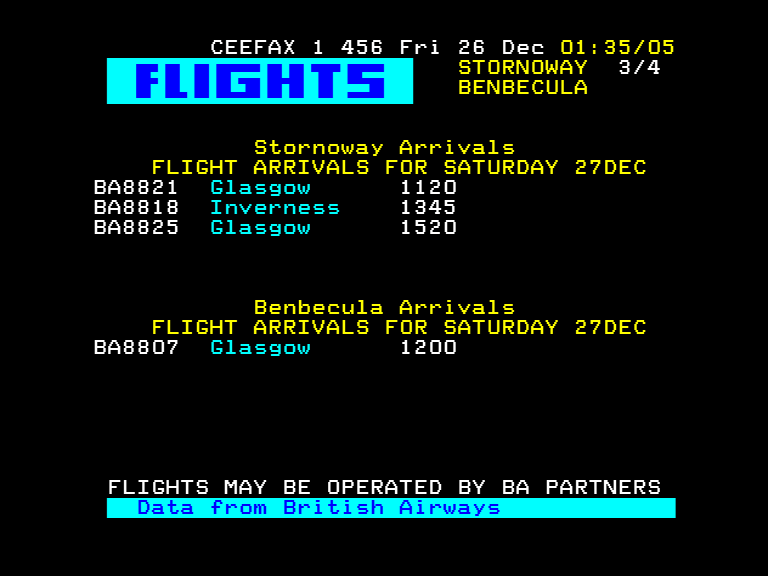 CEEFAX 1 456 Fri 26 Dec 01:35/05
FLIGHTS STORNOWAY 3/4
BENBECULA
Stornoway Arrivals
FLIGHT ARRIVALS FOR SATURDAY 27DEC
BA8821 Glasgow 1120
BA8818 Inverness 1345
BA8825 Glasgow 1520
Benbecula Arrivals
FLIGHT ARRIVALS FOR SATURDAY 27DEC
BA8807 Glasgow 1200
FLIGHTS MAY BE OPERATED BY BA PARTNERS
Data from British Airways